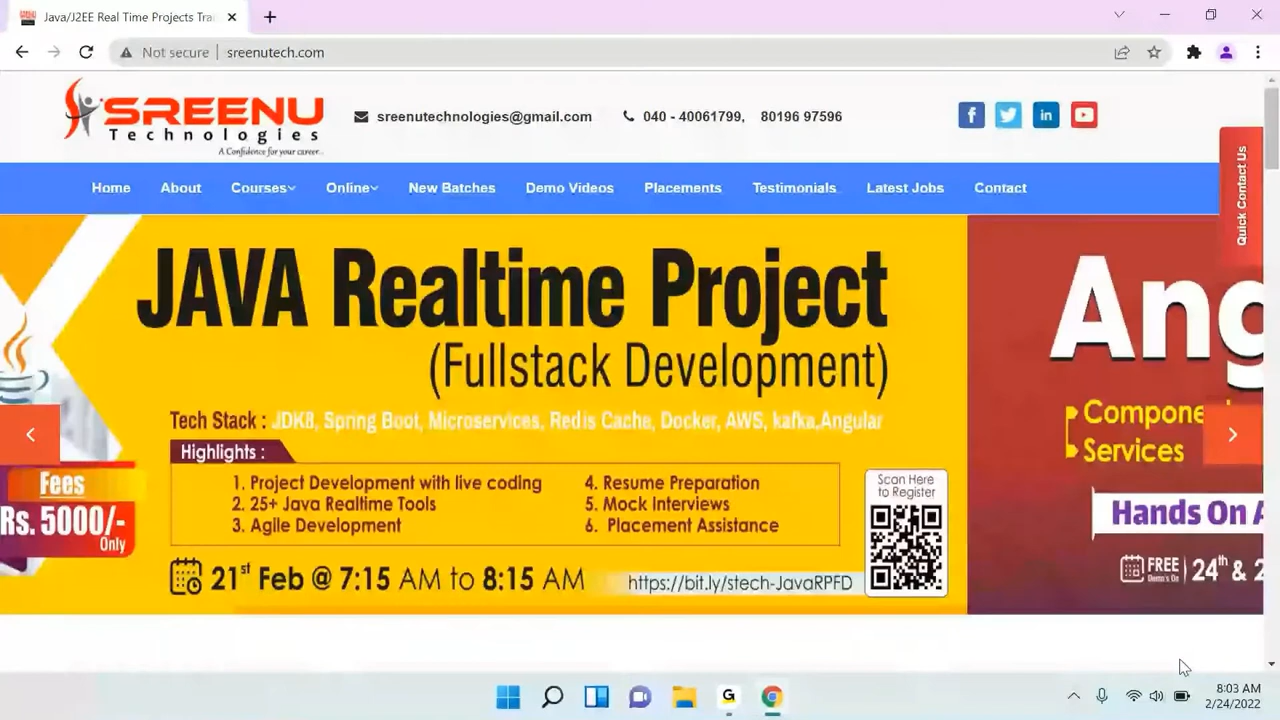 Java/J2EE Real Time Projects Tra
Not secure
sreenutech.com
SREENU
Technologies
A Confidence for your career...
sreenutechnologies@gmail.com
040 - 40061799, 80196 97596
Home About Courses Online New Batches Demo Videos Placements Testimonials Latest Jobs Contact
Quick Contact Us
JAVA Realtime Project
(Fullstack Development)
Tech Stack : JDK8, Spring Boot, Microservices, Redis Cache, Docker, AWS, kafka,Angular
Highlights :
1. Project Development with live coding
2. 25+ Java Realtime Tools
3. Agile Development
4. Resume Preparation
5. Mock Interviews
6. Placement Assistance
Scan Here
to Register
21st Feb @ 7:15 AM to 8:15 AM
https://bit.ly/stech-JavaRPFD
Fees
Rs. 5000/-
Only
Ang
Compone
Services
Hands On A
FREE
Demo's On
24th & 2
8:03 AM
2/24/2022